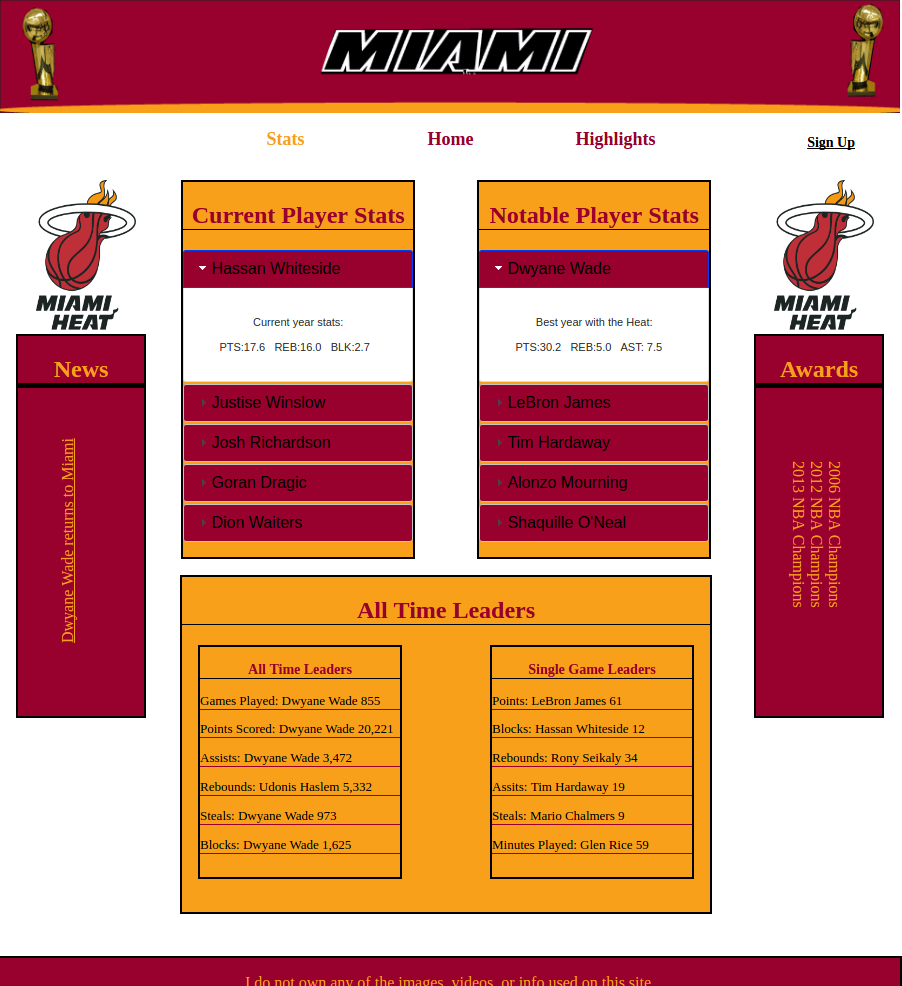 MIAMI
Stats
Home
Highlights
Sign Up
MIAMI
HEAT
News
Dwyane Wade returns to Miami
Current Player Stats
Hassan Whiteside
Current year stats:
PTS:17.6 REB:16.0 BLK:2.7
Justise Winslow
Josh Richardson
Goran Dragic
Dion Waiters
Notable Player Stats
Dwyane Wade
Best year with the Heat:
PTS:30.2 REB:5.0 AST: 7.5
LeBron James
Tim Hardaway
Alonzo Mourning
Shaquille O'Neal
MIAMI
HEAT
Awards
2006 NBA Champions
2012 NBA Champions
2013 NBA Champions
All Time Leaders
All Time Leaders
Games Played: Dwyane Wade 855
Points Scored: Dwyane Wade 20,221
Assists: Dwyane Wade 3,472
Rebounds: Udonis Haslem 5,332
Steals: Dwyane Wade 973
Blocks: Dwyane Wade 1,625
Single Game Leaders
Points: LeBron James 61
Blocks: Hassan Whiteside 12
Rebounds: Rony Seikaly 34
Assits: Tim Hardaway 19
Steals: Mario Chalmers 9
Minutes Played: Glen Rice 59
I do not own any of the images, videos, or info used on this site